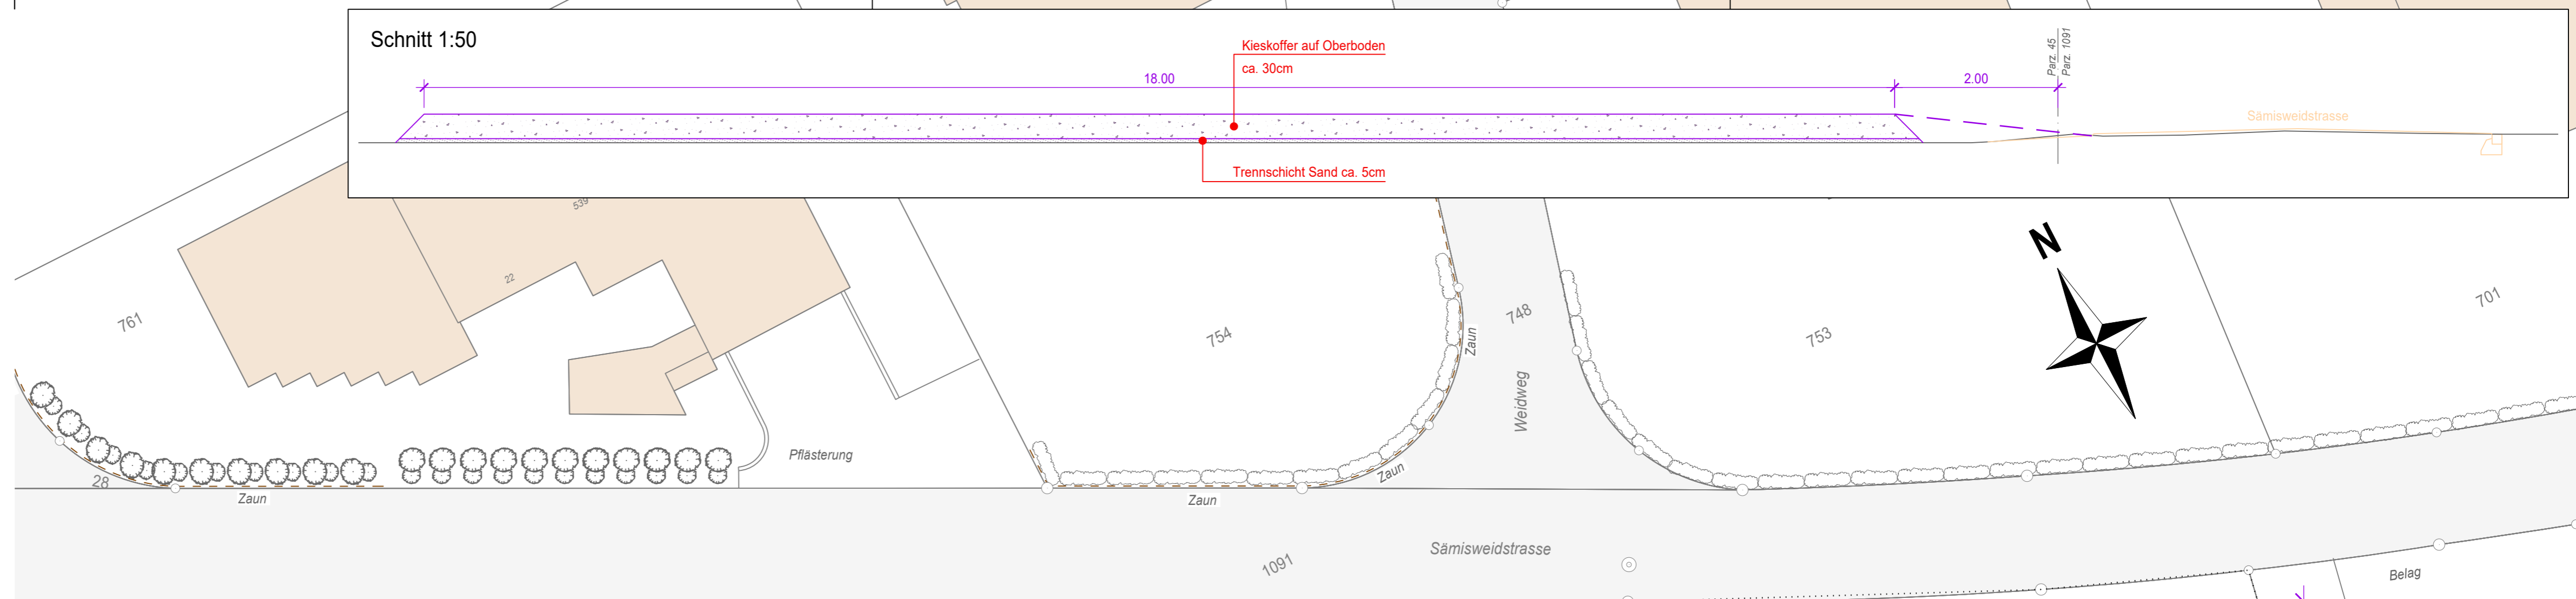 Schnitt 1:50
Kieskoffer auf Oberboden
ca. 30cm
18.00
2.00
Parz. 45
Parz. 1091
Sämisweidstrasse
Trennschicht Sand ca. 5cm
539
22
761
754
748
753
701
N
Zaun
Weidweg
Pflästerung
28
Zaun
Zaun
Zaun
Sämisweidstrasse
1091
Belag